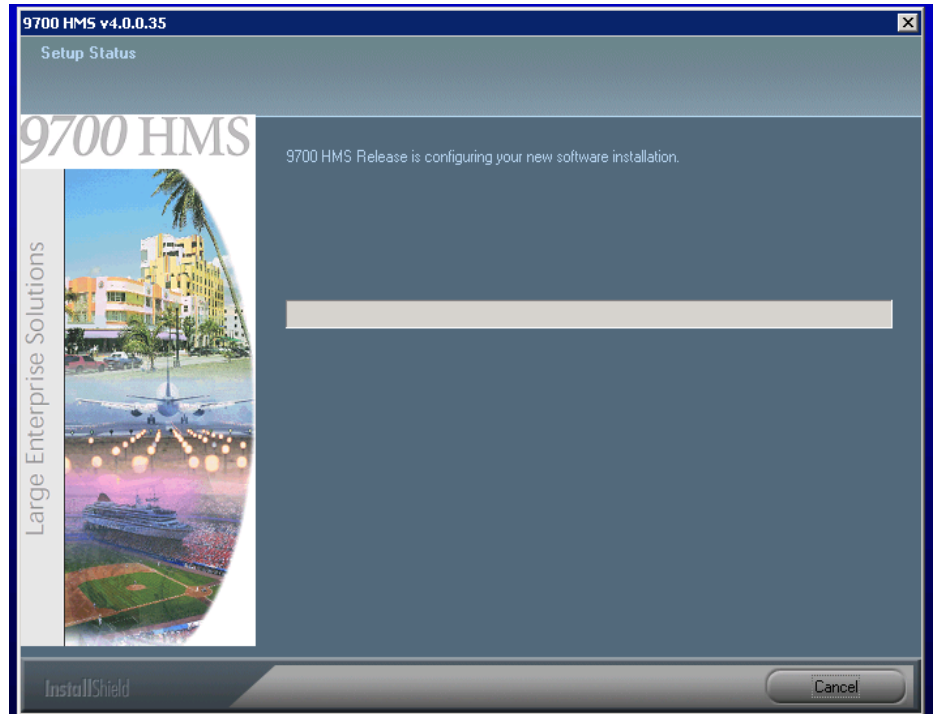 9700 HMS v4.0.0.35
Setup Status
9700 HMS
9700 HMS Release is configuring your new software installation.
Large Enterprise Solutions
InstallShield
Cancel